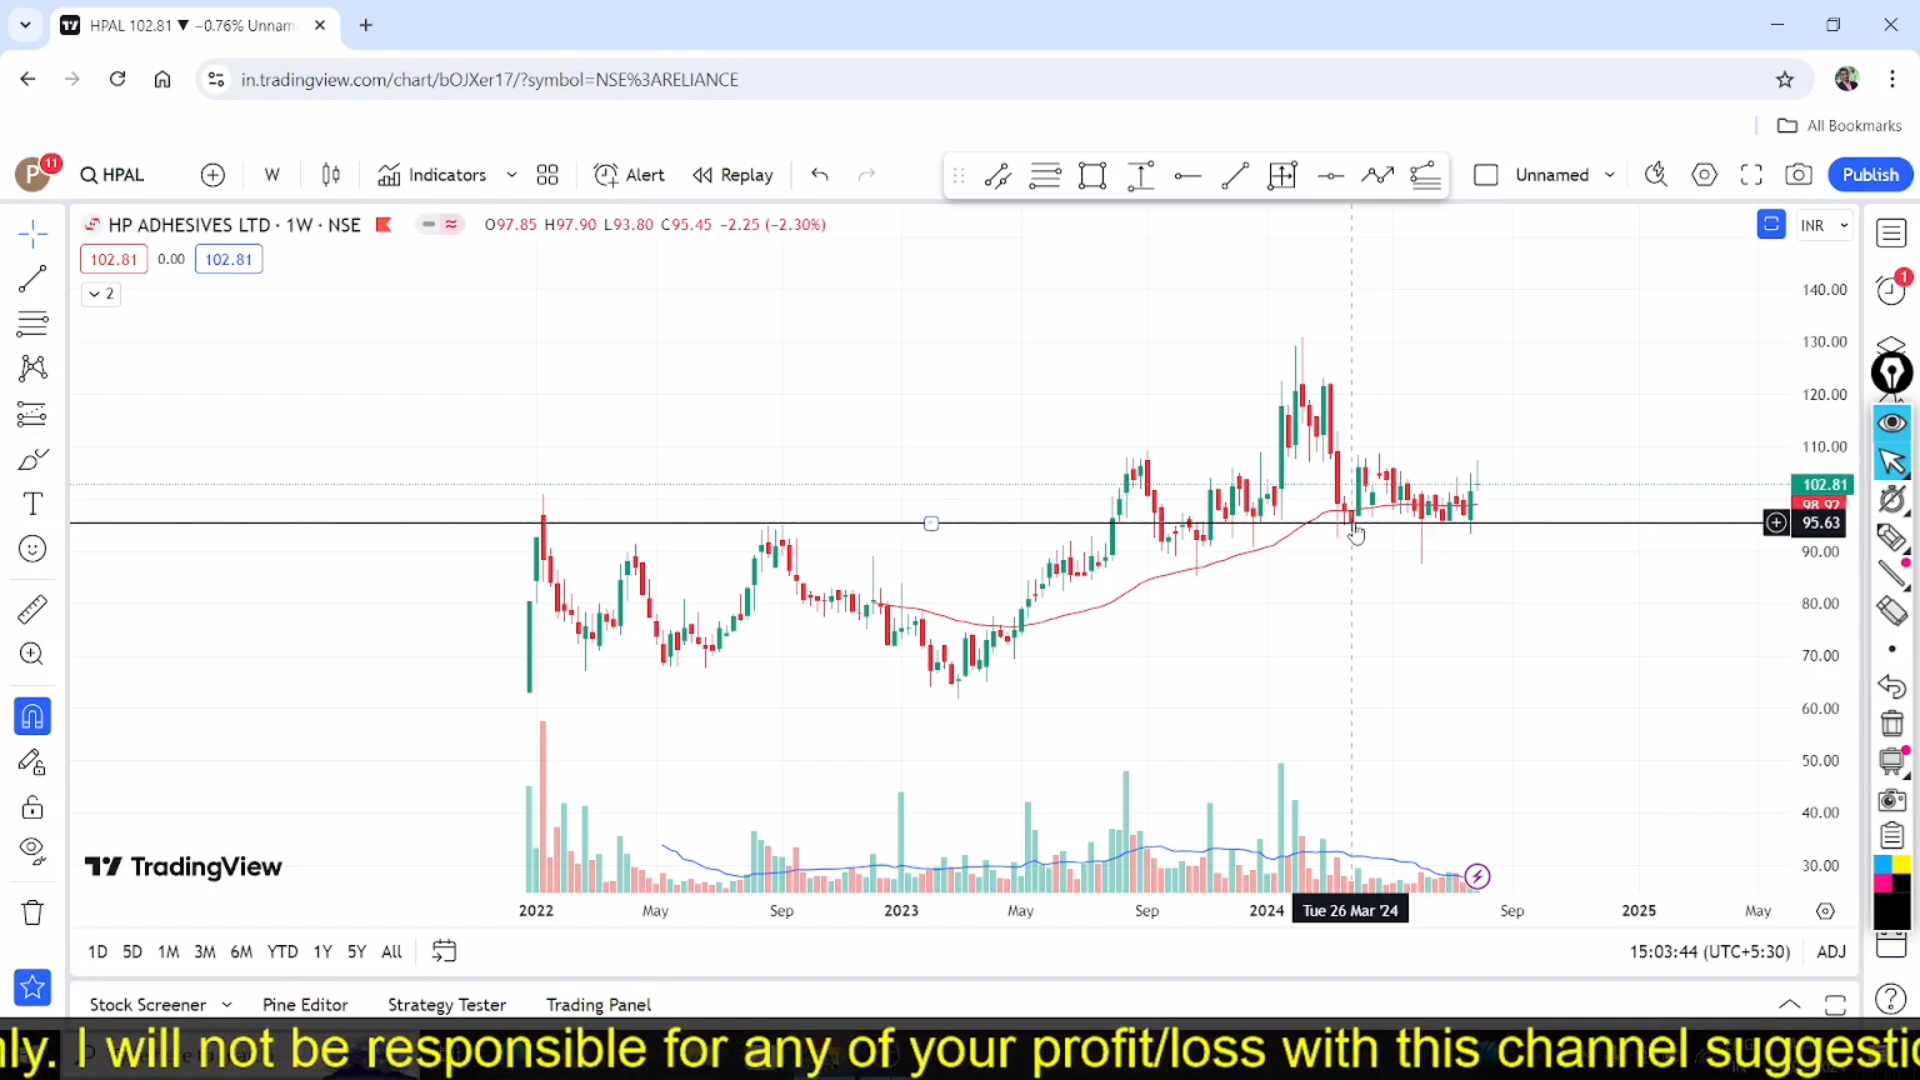 HPAL 102.81 ▼ −0.76% Unnam
in.tradingview.com/chart/bOJXer17/?symbol=NSE%3ARELIANCE
All Bookmarks
P 11 HPAL W Indicators Alert Replay Unnamed Publish
HP ADHESIVES LTD · 1W · NSE O97.85 H97.90 L93.80 C95.45 −2.25 (−2.30%) INR
102.81 0.00 102.81
2
1
140.00
130.00
120.00
110.00
102.81
98.92
95.63
90.00
80.00
70.00
60.00
50.00
40.00
30.00
TradingView
2022 May Sep 2023 May Sep 2024 Tue 26 Mar '24 Sep 2025 May
1D 5D 1M 3M 6M YTD 1Y 5Y All 15:03:44 (UTC+5:30) ADJ
Stock Screener Pine Editor Strategy Tester Trading Panel
nly. I will not be responsible for any of your profit/loss with this channel suggestic